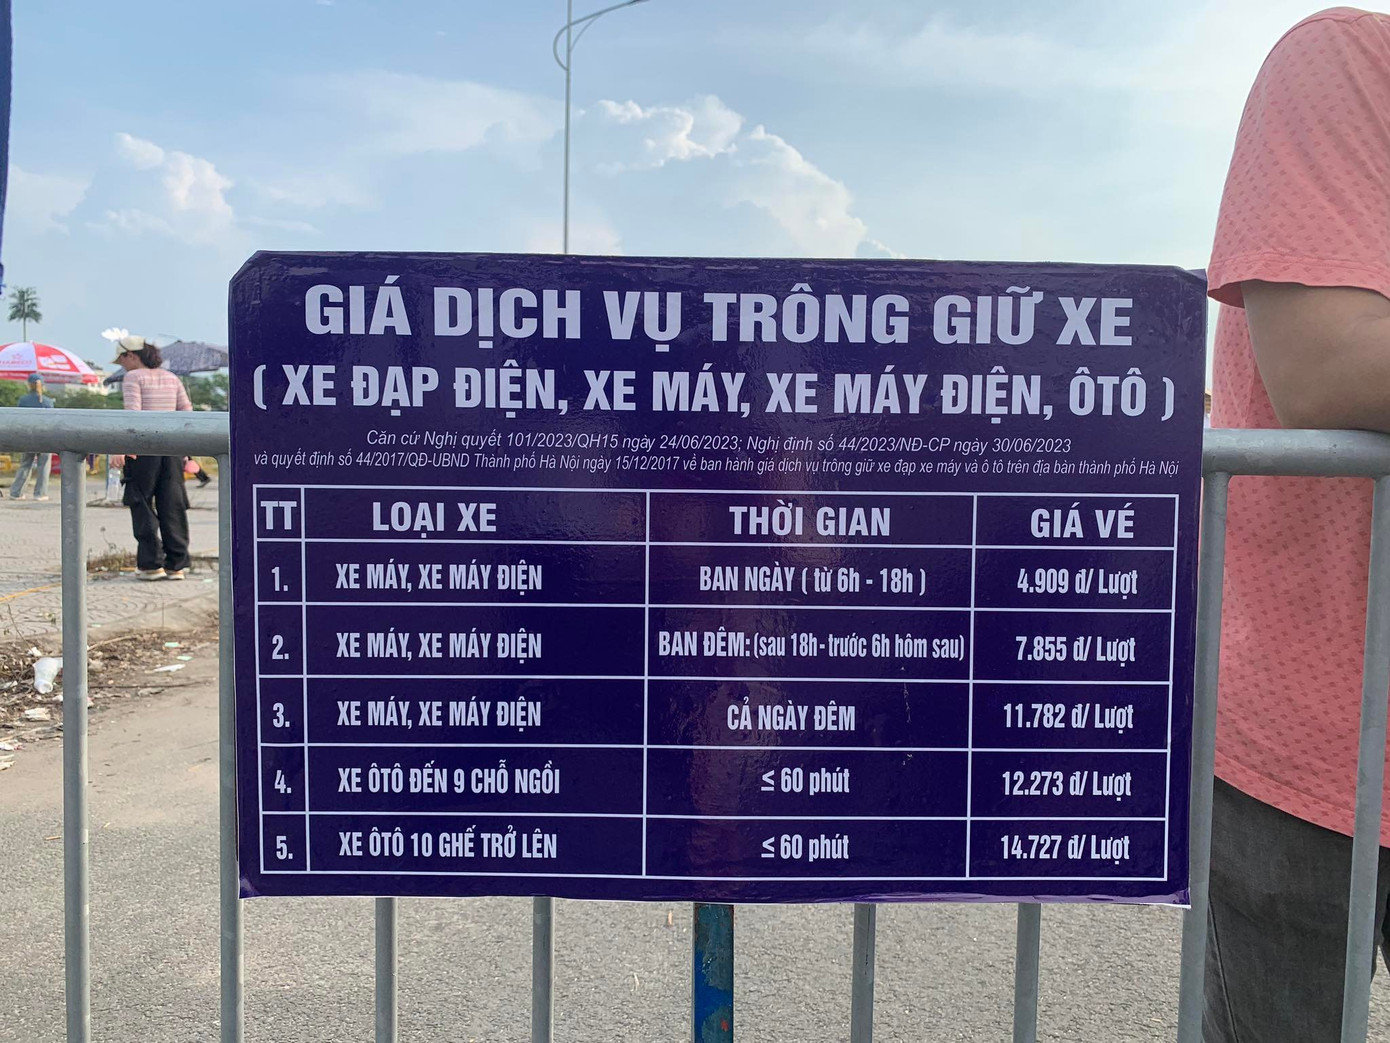 GIÁ DỊCH VỤ TRÔNG GIỮ XE
( XE ĐẠP ĐIỆN, XE MÁY, XE MÁY ĐIỆN, ÔTÔ )
Căn cứ Nghị quyết 101/2023/QH15 ngày 24/06/2023; Nghị định số 44/2023/NĐ-CP ngày 30/06/2023
và quyết định số 44/2017/QĐ-UBND Thành phố Hà Nội ngày 15/12/2017 về ban hành giá dịch vụ trông giữ xe đạp xe máy và ô tô trên địa bàn thành phố Hà Nội
TT LOẠI XE THỜI GIAN GIÁ VÉ
1. XE MÁY, XE MÁY ĐIỆN BAN NGÀY ( từ 6h - 18h ) 4.909 đ/ Lượt
2. XE MÁY, XE MÁY ĐIỆN BAN ĐÊM: (sau 18h - trước 6h hôm sau) 7.855 đ/ Lượt
3. XE MÁY, XE MÁY ĐIỆN CẢ NGÀY ĐÊM 11.782 đ/ Lượt
4. XE ÔTÔ ĐẾN 9 CHỖ NGỒI ≤ 60 phút 12.273 đ/ Lượt
5. XE ÔTÔ 10 GHẾ TRỞ LÊN ≤ 60 phút 14.727 đ/ Lượt